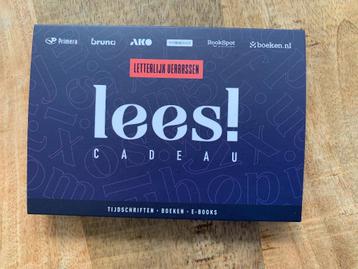 Primera bruna AKO BookSpot boeken.nl
LETTERLIJK VERRASSEN
lees!
CADEAU
TIJDSCHRIFTEN • BOEKEN • E-BOOKS